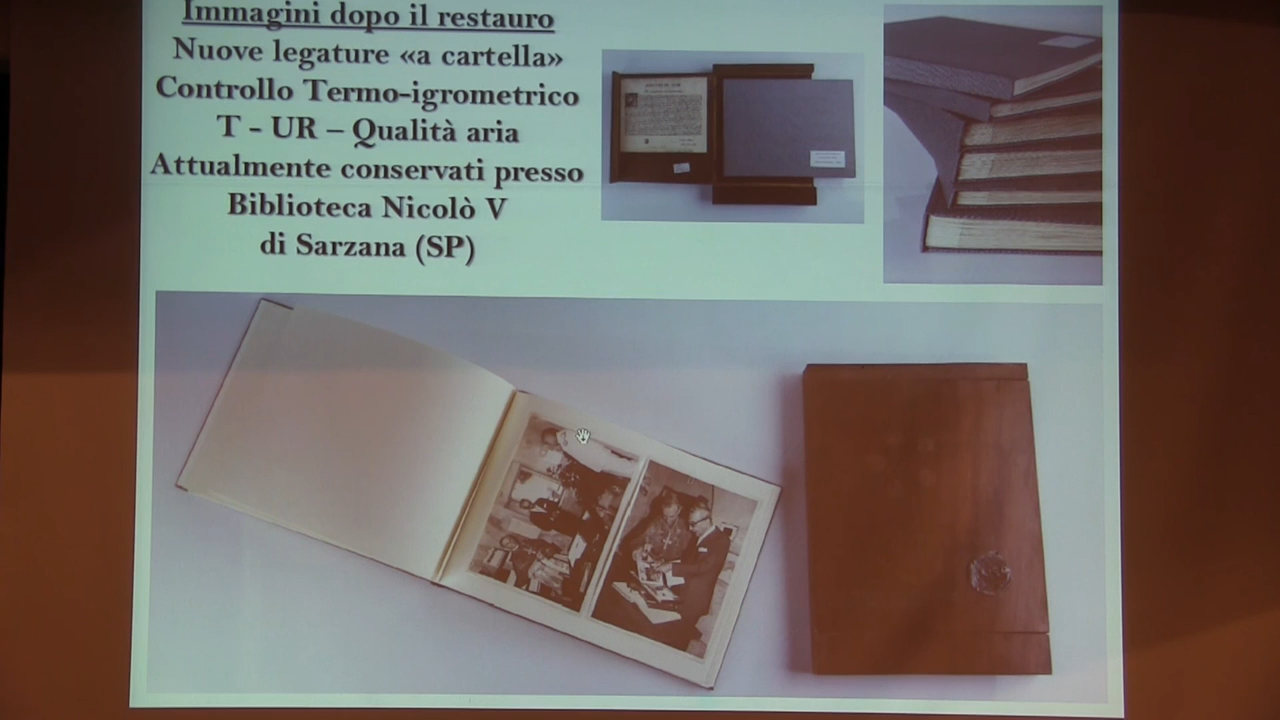 Immagini dopo il restauro
Nuove legature «a cartella»
Controllo Termo-igrometrico
T - UR – Qualità aria
Attualmente conservati presso
Biblioteca Nicolò V
di Sarzana (SP)